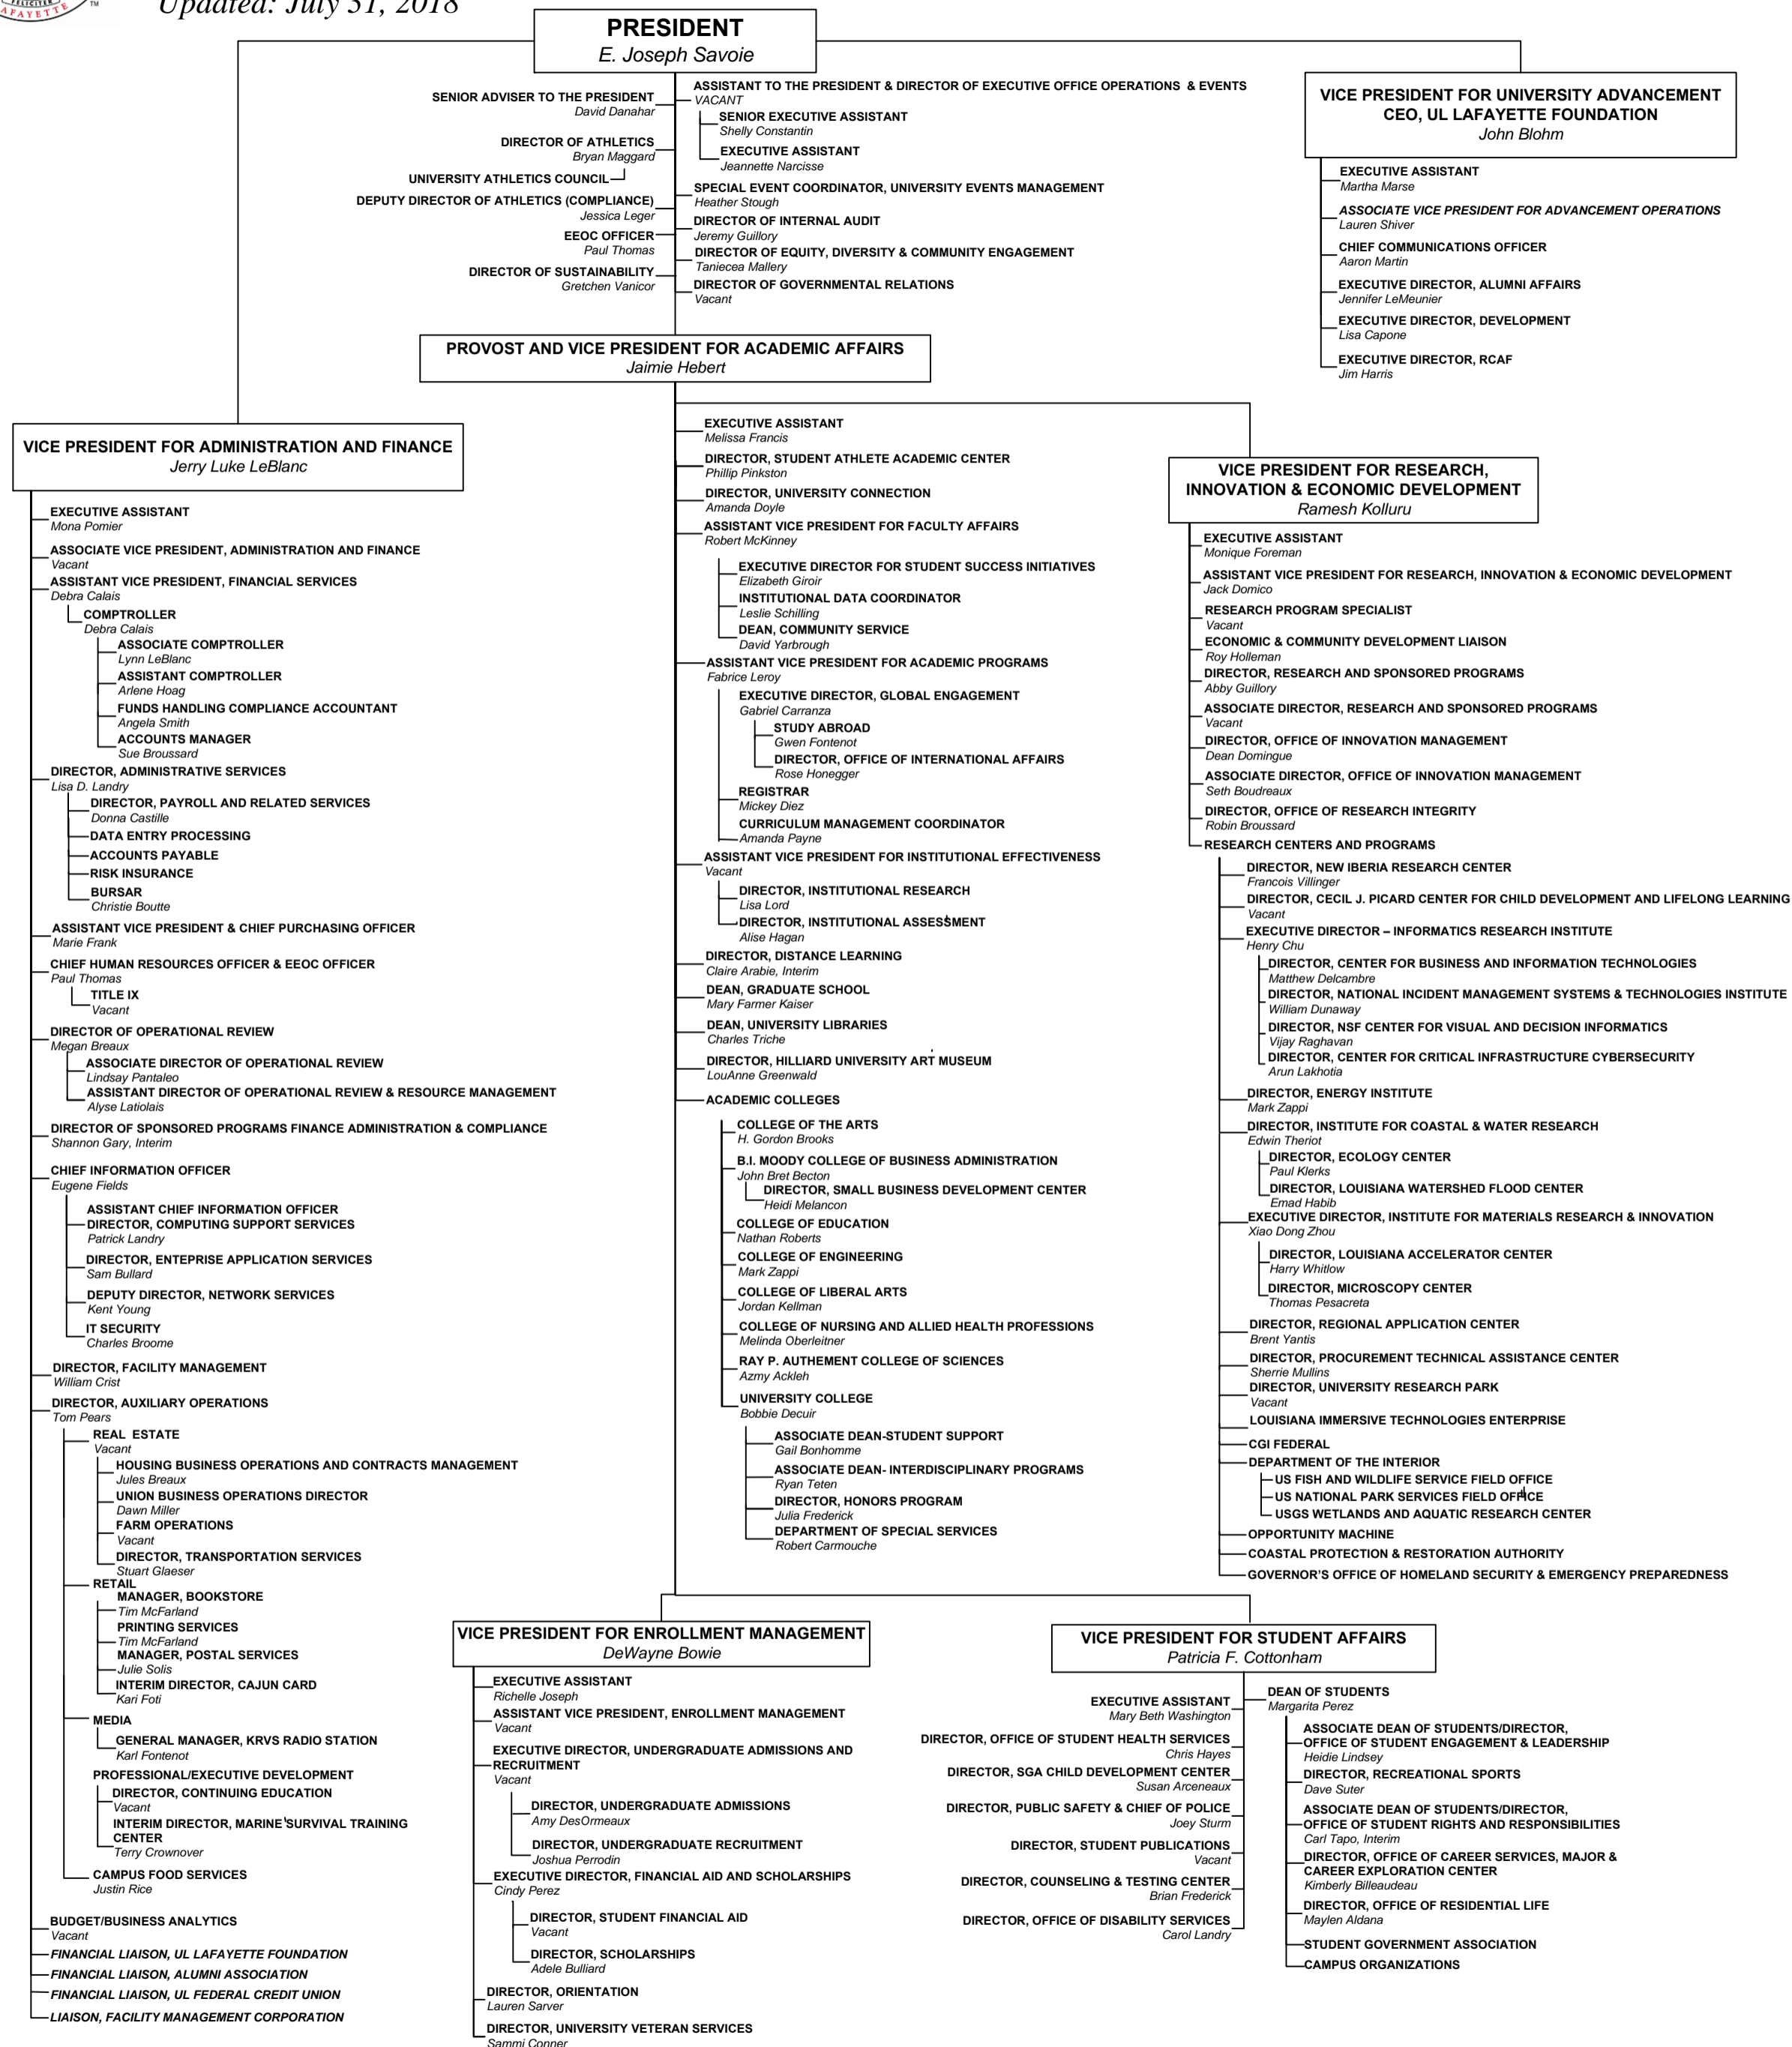 FELICITER
LAFAYETTE
TM
Updated: July 31, 2018
PRESIDENT
E. Joseph Savoie
SENIOR ADVISER TO THE PRESIDENT
David Danahar
DIRECTOR OF ATHLETICS
Bryan Maggard
UNIVERSITY ATHLETICS COUNCIL
DEPUTY DIRECTOR OF ATHLETICS (COMPLIANCE)
Jessica Leger
EEOC OFFICER
Paul Thomas
DIRECTOR OF SUSTAINABILITY
Gretchen Vanicor
ASSISTANT TO THE PRESIDENT & DIRECTOR OF EXECUTIVE OFFICE OPERATIONS & EVENTS
VACANT
SENIOR EXECUTIVE ASSISTANT
Shelly Constantin
EXECUTIVE ASSISTANT
Jeannette Narcisse
SPECIAL EVENT COORDINATOR, UNIVERSITY EVENTS MANAGEMENT
Heather Stough
DIRECTOR OF INTERNAL AUDIT
Jeremy Guillory
DIRECTOR OF EQUITY, DIVERSITY & COMMUNITY ENGAGEMENT
Taniecea Mallery
DIRECTOR OF GOVERNMENTAL RELATIONS
Vacant
VICE PRESIDENT FOR UNIVERSITY ADVANCEMENT
CEO, UL LAFAYETTE FOUNDATION
John Blohm
EXECUTIVE ASSISTANT
Martha Marse
ASSOCIATE VICE PRESIDENT FOR ADVANCEMENT OPERATIONS
Lauren Shiver
CHIEF COMMUNICATIONS OFFICER
Aaron Martin
EXECUTIVE DIRECTOR, ALUMNI AFFAIRS
Jennifer LeMeunier
EXECUTIVE DIRECTOR, DEVELOPMENT
Lisa Capone
EXECUTIVE DIRECTOR, RCAF
Jim Harris
PROVOST AND VICE PRESIDENT FOR ACADEMIC AFFAIRS
Jaimie Hebert
VICE PRESIDENT FOR ADMINISTRATION AND FINANCE
Jerry Luke LeBlanc
EXECUTIVE ASSISTANT
Mona Pomier
ASSOCIATE VICE PRESIDENT, ADMINISTRATION AND FINANCE
Vacant
ASSISTANT VICE PRESIDENT, FINANCIAL SERVICES
Debra Calais
COMPTROLLER
Debra Calais
ASSOCIATE COMPTROLLER
Lynn LeBlanc
ASSISTANT COMPTROLLER
Arlene Hoag
FUNDS HANDLING COMPLIANCE ACCOUNTANT
Angela Smith
ACCOUNTS MANAGER
Sue Broussard
DIRECTOR, ADMINISTRATIVE SERVICES
Lisa D. Landry
DIRECTOR, PAYROLL AND RELATED SERVICES
Donna Castille
DATA ENTRY PROCESSING
ACCOUNTS PAYABLE
RISK INSURANCE
BURSAR
Christie Boutte
ASSISTANT VICE PRESIDENT & CHIEF PURCHASING OFFICER
Marie Frank
CHIEF HUMAN RESOURCES OFFICER & EEOC OFFICER
Paul Thomas
TITLE IX
Vacant
DIRECTOR OF OPERATIONAL REVIEW
Megan Breaux
ASSOCIATE DIRECTOR OF OPERATIONAL REVIEW
Lindsay Pantaleo
ASSISTANT DIRECTOR OF OPERATIONAL REVIEW & RESOURCE MANAGEMENT
Alyse Latiolais
DIRECTOR OF SPONSORED PROGRAMS FINANCE ADMINISTRATION & COMPLIANCE
Shannon Gary, Interim
CHIEF INFORMATION OFFICER
Eugene Fields
ASSISTANT CHIEF INFORMATION OFFICER
DIRECTOR, COMPUTING SUPPORT SERVICES
Patrick Landry
DIRECTOR, ENTEPRISE APPLICATION SERVICES
Sam Bullard
DEPUTY DIRECTOR, NETWORK SERVICES
Kent Young
IT SECURITY
Charles Broome
DIRECTOR, FACILITY MANAGEMENT
William Crist
DIRECTOR, AUXILIARY OPERATIONS
Tom Pears
REAL ESTATE
Vacant
HOUSING BUSINESS OPERATIONS AND CONTRACTS MANAGEMENT
Jules Breaux
UNION BUSINESS OPERATIONS DIRECTOR
Dawn Miller
FARM OPERATIONS
Vacant
DIRECTOR, TRANSPORTATION SERVICES
Stuart Glaeser
RETAIL
MANAGER, BOOKSTORE
Tim McFarland
PRINTING SERVICES
Tim McFarland
MANAGER, POSTAL SERVICES
Julie Solis
INTERIM DIRECTOR, CAJUN CARD
Kari Foti
MEDIA
GENERAL MANAGER, KRVS RADIO STATION
Karl Fontenot
PROFESSIONAL/EXECUTIVE DEVELOPMENT
DIRECTOR, CONTINUING EDUCATION
Vacant
INTERIM DIRECTOR, MARINE SURVIVAL TRAINING
CENTER
Terry Crownover
CAMPUS FOOD SERVICES
Justin Rice
BUDGET/BUSINESS ANALYTICS
Vacant
FINANCIAL LIAISON, UL LAFAYETTE FOUNDATION
FINANCIAL LIAISON, ALUMNI ASSOCIATION
FINANCIAL LIAISON, UL FEDERAL CREDIT UNION
LIAISON, FACILITY MANAGEMENT CORPORATION
EXECUTIVE ASSISTANT
Melissa Francis
DIRECTOR, STUDENT ATHLETE ACADEMIC CENTER
Phillip Pinkston
DIRECTOR, UNIVERSITY CONNECTION
Amanda Doyle
ASSISTANT VICE PRESIDENT FOR FACULTY AFFAIRS
Robert McKinney
EXECUTIVE DIRECTOR FOR STUDENT SUCCESS INITIATIVES
Elizabeth Giroir
INSTITUTIONAL DATA COORDINATOR
Leslie Schilling
DEAN, COMMUNITY SERVICE
David Yarbrough
ASSISTANT VICE PRESIDENT FOR ACADEMIC PROGRAMS
Fabrice Leroy
EXECUTIVE DIRECTOR, GLOBAL ENGAGEMENT
Gabriel Carranza
STUDY ABROAD
Gwen Fontenot
DIRECTOR, OFFICE OF INTERNATIONAL AFFAIRS
Rose Honegger
REGISTRAR
Mickey Diez
CURRICULUM MANAGEMENT COORDINATOR
Amanda Payne
ASSISTANT VICE PRESIDENT FOR INSTITUTIONAL EFFECTIVENESS
Vacant
DIRECTOR, INSTITUTIONAL RESEARCH
Lisa Lord
DIRECTOR, INSTITUTIONAL ASSESSMENT
Alise Hagan
DIRECTOR, DISTANCE LEARNING
Claire Arabie, Interim
DEAN, GRADUATE SCHOOL
Mary Farmer Kaiser
DEAN, UNIVERSITY LIBRARIES
Charles Triche
DIRECTOR, HILLIARD UNIVERSITY ART MUSEUM
LouAnne Greenwald
ACADEMIC COLLEGES
COLLEGE OF THE ARTS
H. Gordon Brooks
B.I. MOODY COLLEGE OF BUSINESS ADMINISTRATION
John Bret Becton
DIRECTOR, SMALL BUSINESS DEVELOPMENT CENTER
Heidi Melancon
COLLEGE OF EDUCATION
Nathan Roberts
COLLEGE OF ENGINEERING
Mark Zappi
COLLEGE OF LIBERAL ARTS
Jordan Kellman
COLLEGE OF NURSING AND ALLIED HEALTH PROFESSIONS
Melinda Oberleitner
RAY P. AUTHEMENT COLLEGE OF SCIENCES
Azmy Ackleh
UNIVERSITY COLLEGE
Bobbie Decuir
ASSOCIATE DEAN-STUDENT SUPPORT
Gail Bonhomme
ASSOCIATE DEAN- INTERDISCIPLINARY PROGRAMS
Ryan Teten
DIRECTOR, HONORS PROGRAM
Julia Frederick
DEPARTMENT OF SPECIAL SERVICES
Robert Carmouche
VICE PRESIDENT FOR RESEARCH,
INNOVATION & ECONOMIC DEVELOPMENT
Ramesh Kolluru
EXECUTIVE ASSISTANT
Monique Foreman
ASSISTANT VICE PRESIDENT FOR RESEARCH, INNOVATION & ECONOMIC DEVELOPMENT
Jack Domico
RESEARCH PROGRAM SPECIALIST
Vacant
ECONOMIC & COMMUNITY DEVELOPMENT LIAISON
Roy Holleman
DIRECTOR, RESEARCH AND SPONSORED PROGRAMS
Abby Guillory
ASSOCIATE DIRECTOR, RESEARCH AND SPONSORED PROGRAMS
Vacant
DIRECTOR, OFFICE OF INNOVATION MANAGEMENT
Dean Domingue
ASSOCIATE DIRECTOR, OFFICE OF INNOVATION MANAGEMENT
Seth Boudreaux
DIRECTOR, OFFICE OF RESEARCH INTEGRITY
Robin Broussard
RESEARCH CENTERS AND PROGRAMS
DIRECTOR, NEW IBERIA RESEARCH CENTER
Francois Villinger
DIRECTOR, CECIL J. PICARD CENTER FOR CHILD DEVELOPMENT AND LIFELONG LEARNING
Vacant
EXECUTIVE DIRECTOR – INFORMATICS RESEARCH INSTITUTE
Henry Chu
DIRECTOR, CENTER FOR BUSINESS AND INFORMATION TECHNOLOGIES
Matthew Delcambre
DIRECTOR, NATIONAL INCIDENT MANAGEMENT SYSTEMS & TECHNOLOGIES INSTITUTE
William Dunaway
DIRECTOR, NSF CENTER FOR VISUAL AND DECISION INFORMATICS
Vijay Raghavan
DIRECTOR, CENTER FOR CRITICAL INFRASTRUCTURE CYBERSECURITY
Arun Lakhotia
DIRECTOR, ENERGY INSTITUTE
Mark Zappi
DIRECTOR, INSTITUTE FOR COASTAL & WATER RESEARCH
Edwin Theriot
DIRECTOR, ECOLOGY CENTER
Paul Klerks
DIRECTOR, LOUISIANA WATERSHED FLOOD CENTER
Emad Habib
EXECUTIVE DIRECTOR, INSTITUTE FOR MATERIALS RESEARCH & INNOVATION
Xiao Dong Zhou
DIRECTOR, LOUISIANA ACCELERATOR CENTER
Harry Whitlow
DIRECTOR, MICROSCOPY CENTER
Thomas Pesacreta
DIRECTOR, REGIONAL APPLICATION CENTER
Brent Yantis
DIRECTOR, PROCUREMENT TECHNICAL ASSISTANCE CENTER
Sherrie Mullins
DIRECTOR, UNIVERSITY RESEARCH PARK
Vacant
LOUISIANA IMMERSIVE TECHNOLOGIES ENTERPRISE
CGI FEDERAL
DEPARTMENT OF THE INTERIOR
US FISH AND WILDLIFE SERVICE FIELD OFFICE
US NATIONAL PARK SERVICES FIELD OFFICE
USGS WETLANDS AND AQUATIC RESEARCH CENTER
OPPORTUNITY MACHINE
COASTAL PROTECTION & RESTORATION AUTHORITY
GOVERNOR'S OFFICE OF HOMELAND SECURITY & EMERGENCY PREPAREDNESS
VICE PRESIDENT FOR ENROLLMENT MANAGEMENT
DeWayne Bowie
EXECUTIVE ASSISTANT
Richelle Joseph
ASSISTANT VICE PRESIDENT, ENROLLMENT MANAGEMENT
Vacant
EXECUTIVE DIRECTOR, UNDERGRADUATE ADMISSIONS AND
RECRUITMENT
Vacant
DIRECTOR, UNDERGRADUATE ADMISSIONS
Amy DesOrmeaux
DIRECTOR, UNDERGRADUATE RECRUITMENT
Joshua Perrodin
EXECUTIVE DIRECTOR, FINANCIAL AID AND SCHOLARSHIPS
Cindy Perez
DIRECTOR, STUDENT FINANCIAL AID
Vacant
DIRECTOR, SCHOLARSHIPS
Adele Bulliard
DIRECTOR, ORIENTATION
Lauren Sarver
DIRECTOR, UNIVERSITY VETERAN SERVICES
Sammi Conner
VICE PRESIDENT FOR STUDENT AFFAIRS
Patricia F. Cottonham
EXECUTIVE ASSISTANT
Mary Beth Washington
DIRECTOR, OFFICE OF STUDENT HEALTH SERVICES
Chris Hayes
DIRECTOR, SGA CHILD DEVELOPMENT CENTER
Susan Arceneaux
DIRECTOR, PUBLIC SAFETY & CHIEF OF POLICE
Joey Sturm
DIRECTOR, STUDENT PUBLICATIONS
Vacant
DIRECTOR, COUNSELING & TESTING CENTER
Brian Frederick
DIRECTOR, OFFICE OF DISABILITY SERVICES
Carol Landry
DEAN OF STUDENTS
Margarita Perez
ASSOCIATE DEAN OF STUDENTS/DIRECTOR,
OFFICE OF STUDENT ENGAGEMENT & LEADERSHIP
Heidie Lindsey
DIRECTOR, RECREATIONAL SPORTS
Dave Suter
ASSOCIATE DEAN OF STUDENTS/DIRECTOR,
OFFICE OF STUDENT RIGHTS AND RESPONSIBILITIES
Carl Tapo, Interim
DIRECTOR, OFFICE OF CAREER SERVICES, MAJOR &
CAREER EXPLORATION CENTER
Kimberly Billeaudeau
DIRECTOR, OFFICE OF RESIDENTIAL LIFE
Maylen Aldana
STUDENT GOVERNMENT ASSOCIATION
CAMPUS ORGANIZATIONS